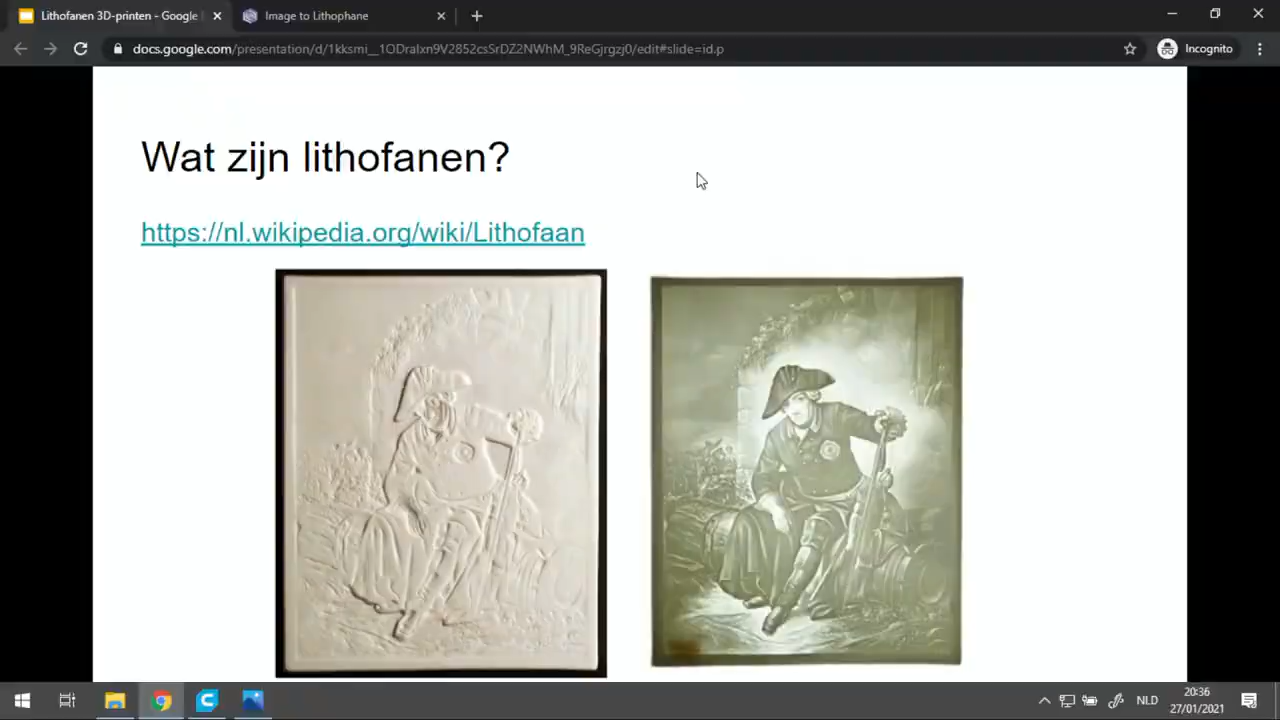 Lithofanen 3D-printen - Google
Image to Lithophane
docs.google.com/presentation/d/1kksmi__1ODralxn9V2852csSrDZ2NWhM_9ReGjrgzj0/edit#slide=id.p
Incognito
Wat zijn lithofanen?
https://nl.wikipedia.org/wiki/Lithofaan
NLD
20:36
27/01/2021